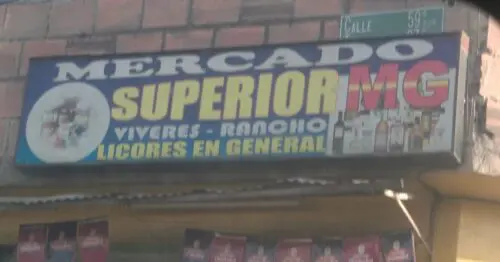 CALLE 59
MERCADO
SUPERIOR MG
VIVERES - RANCHO
LICORES EN GENERAL